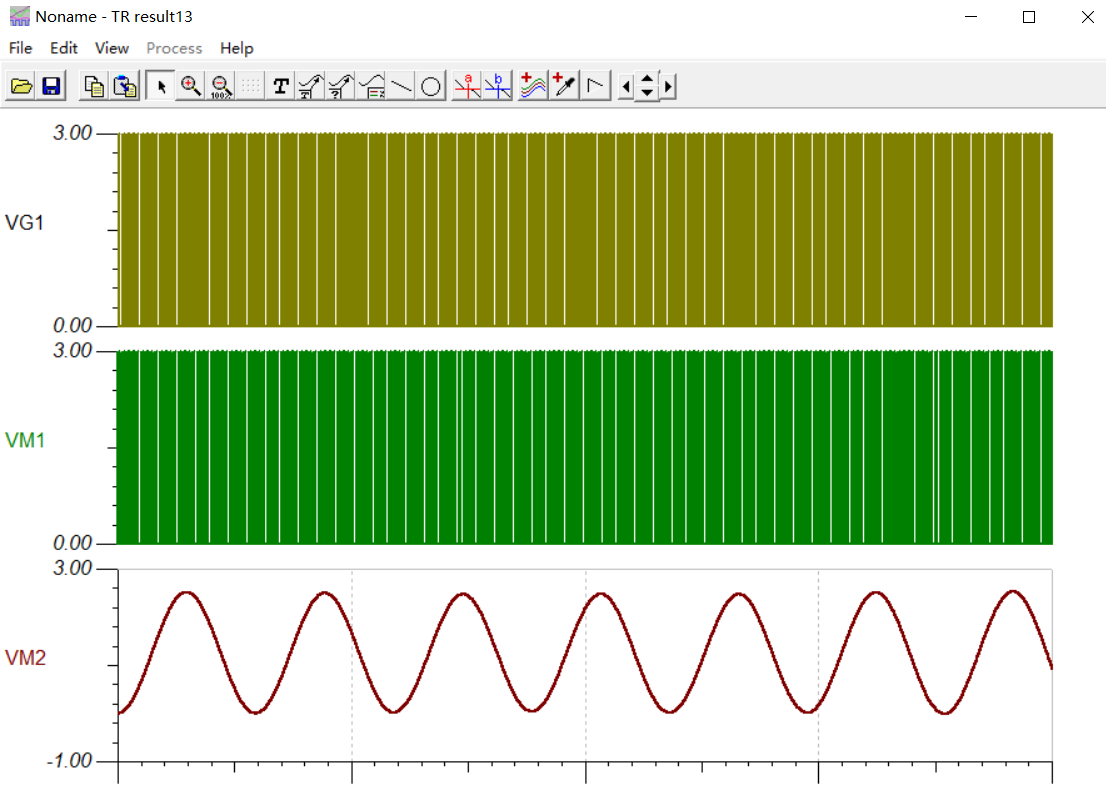 Noname - TR result13
File Edit View Process Help
100%
T
T
?
a
b
3.00
VG1
0.00
3.00
VM1
0.00
3.00
VM2
-1.00